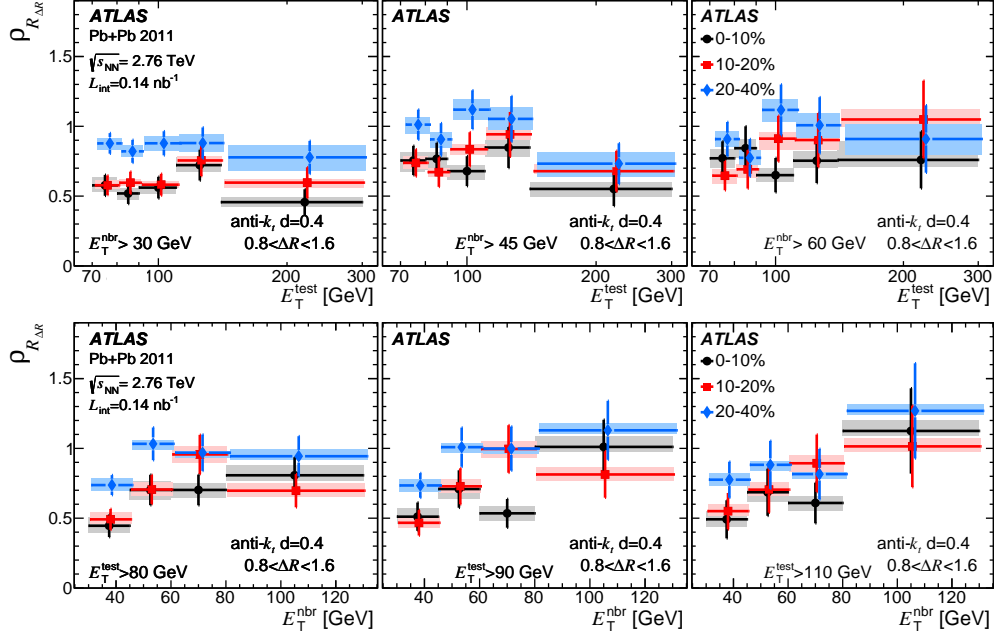 ρ_{R_{ΔR}}
ATLAS
Pb+Pb 2011
√s_{NN}= 2.76 TeV
L_{int}=0.14 nb^{-1}
1.5
1
0.5
0
anti-k_t d=0.4
E_T^{nbr}> 30 GeV
0.8<ΔR<1.6
70 100 200 300
E_T^{test} [GeV]
ATLAS
anti-k_t d=0.4
E_T^{nbr}> 45 GeV
0.8<ΔR<1.6
70 100 200 300
E_T^{test} [GeV]
ATLAS
0-10%
10-20%
20-40%
anti-k_t d=0.4
E_T^{nbr}> 60 GeV
0.8<ΔR<1.6
70 100 200 300
E_T^{test} [GeV]
ρ_{R_{ΔR}}
ATLAS
Pb+Pb 2011
√s_{NN}= 2.76 TeV
L_{int}=0.14 nb^{-1}
1.5
1
0.5
0
anti-k_t d=0.4
E_T^{test}>80 GeV
0.8<ΔR<1.6
40 60 80 100 120
E_T^{nbr} [GeV]
ATLAS
anti-k_t d=0.4
E_T^{test}>90 GeV
0.8<ΔR<1.6
40 60 80 100 120
E_T^{nbr} [GeV]
ATLAS
0-10%
10-20%
20-40%
anti-k_t d=0.4
E_T^{test}>110 GeV
0.8<ΔR<1.6
40 60 80 100 120
E_T^{nbr} [GeV]